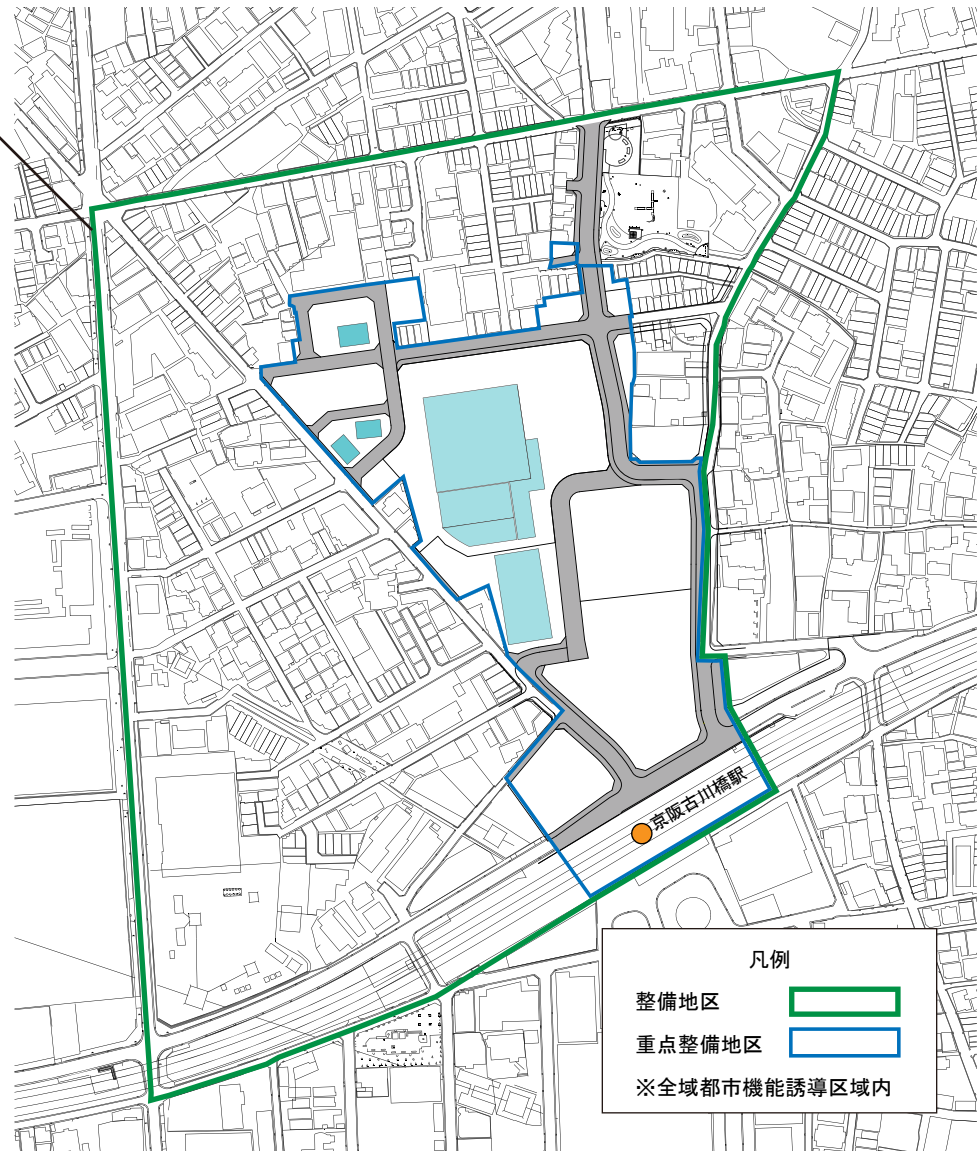 京阪古川橋駅
凡例
整備地区
重点整備地区
※全域都市機能誘導区域内